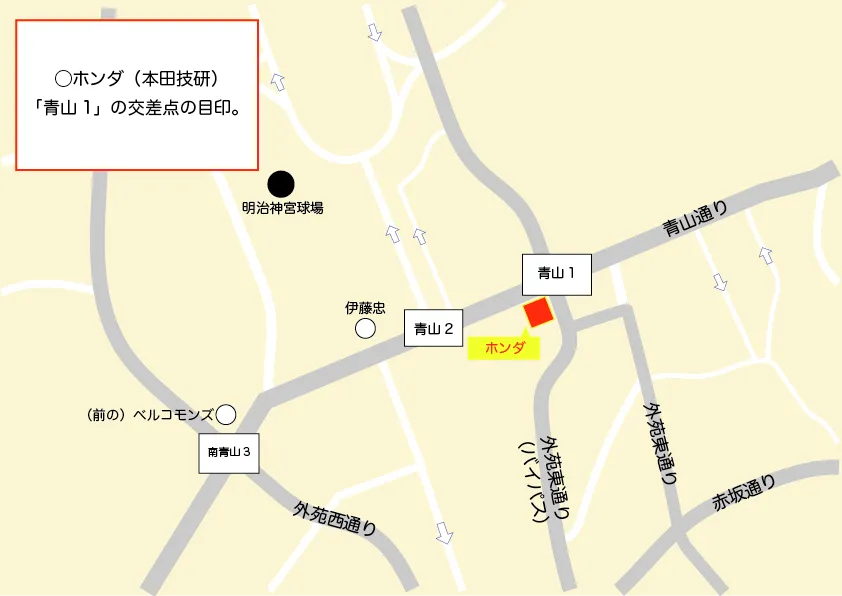 ◯ホンダ（本田技研）
「青山1」の交差点の目印。
明治神宮球場
青山通り
青山1
伊藤忠
青山2
ホンダ
（前の）ベルコモンズ
南青山3
外苑西通り
外苑東通り
（バイパス）
外苑東通り
赤坂通り